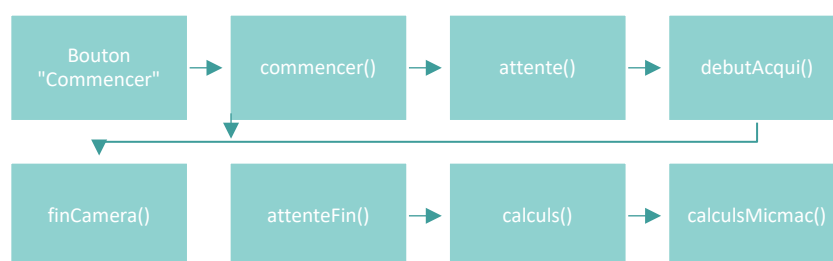 Bouton
"Commencer"
commencer()
attente()
debutAcqui()
finCamera()
attenteFin()
calculs()
calculsMicmac()